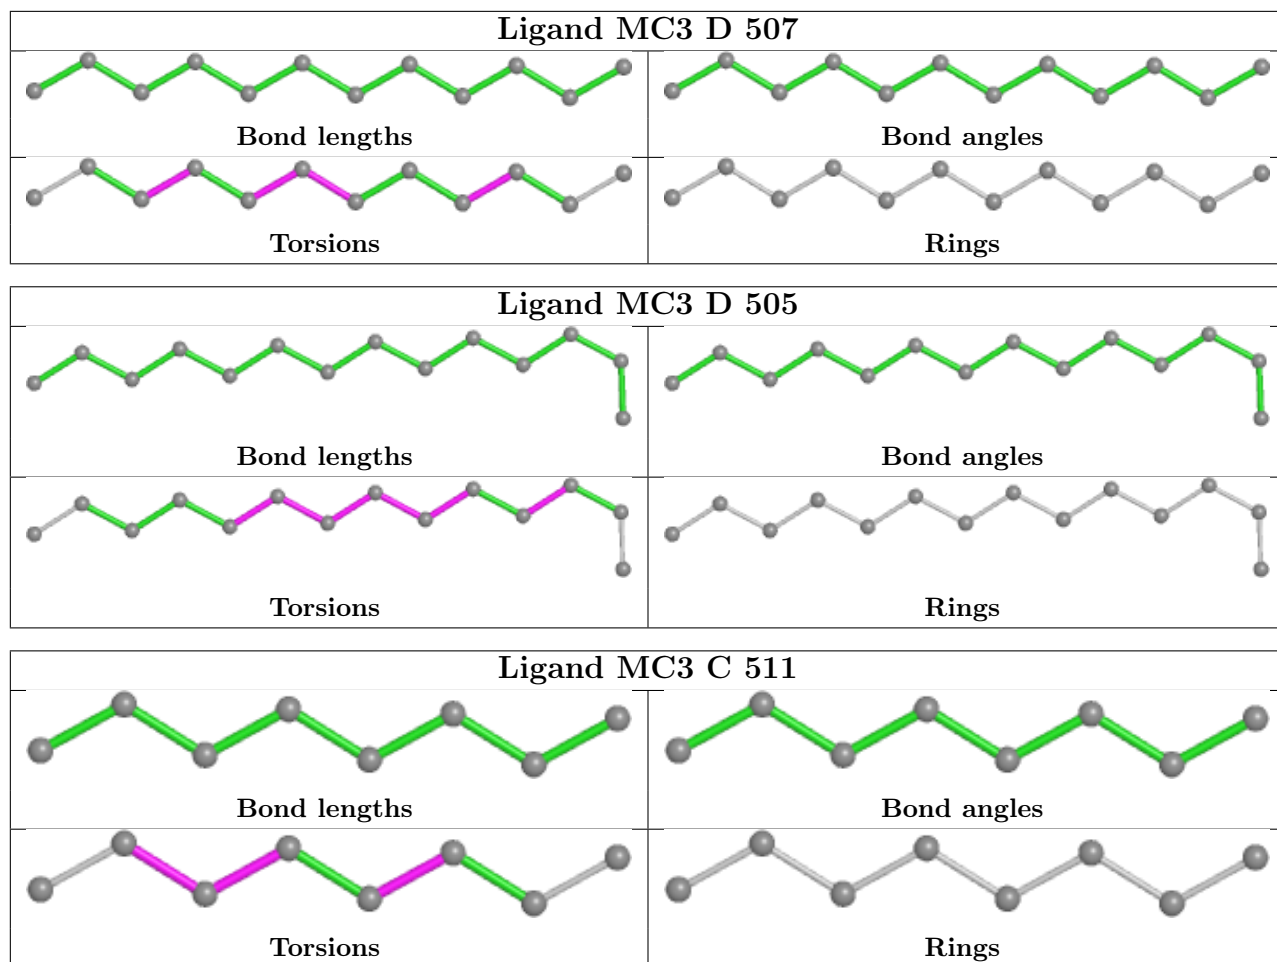 Ligand MC3 D 507
Bond lengths
Bond angles
Torsions
Rings
Ligand MC3 D 505
Bond lengths
Bond angles
Torsions
Rings
Ligand MC3 C 511
Bond lengths
Bond angles
Torsions
Rings